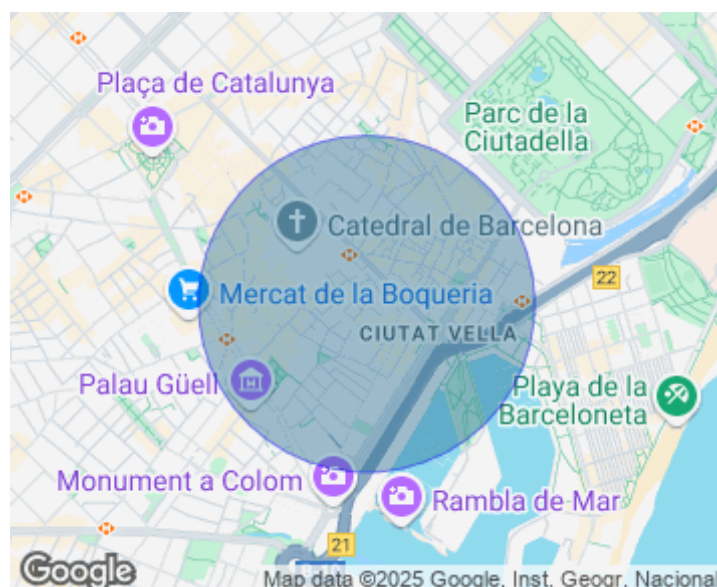 Plaça de Catalunya
Parc de la
Ciutadella
Catedral de Barcelona
22
Mercat de la Boqueria
CIUTAT VELLA
Palau Güell
Playa de la
Barceloneta
Monument a Colom
Rambla de Mar
21
Google
Map data ©2025 Google, Inst. Geogr. Nacional